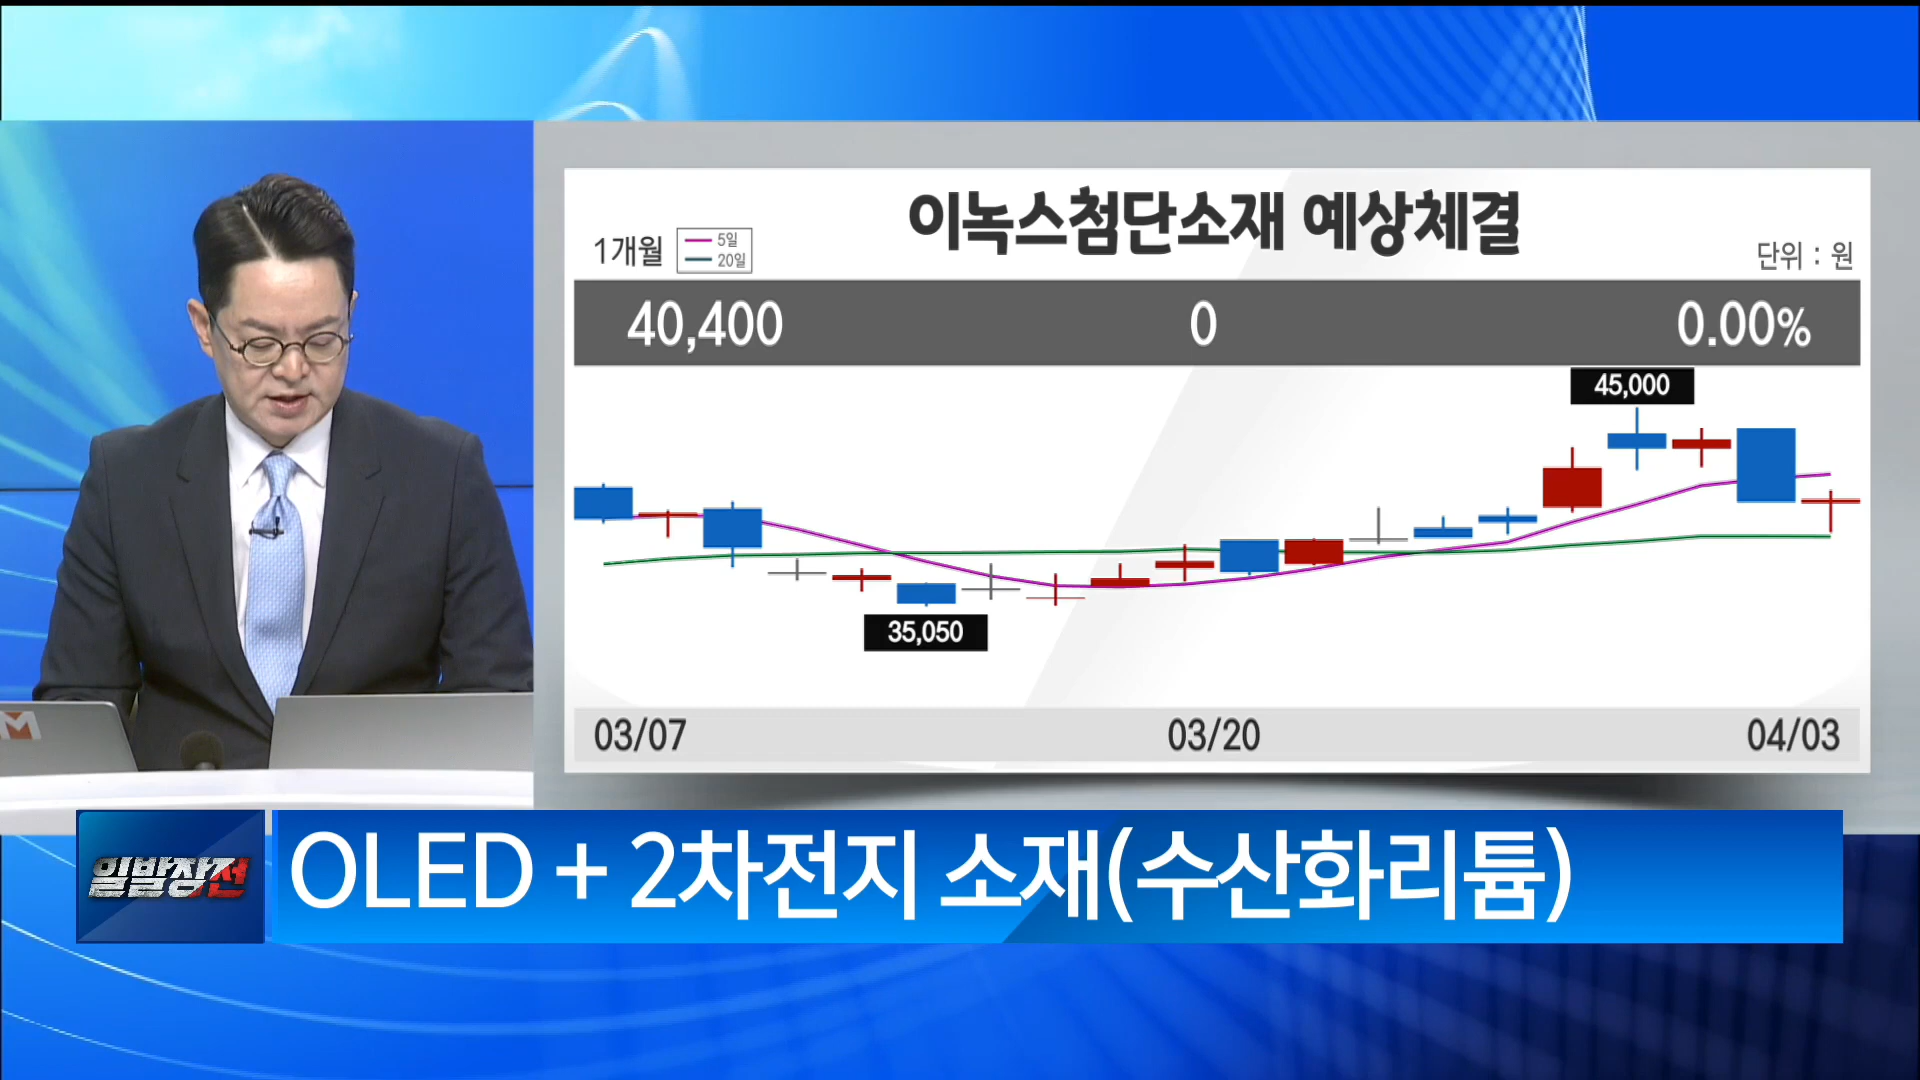 이녹스첨단소재 예상체결
1개월
5일
20일
단위 : 원
40,400 0 0.00%
45,000
35,050
03/07 03/20 04/03
M
일발장전
OLED + 2차전지 소재(수산화리튬)